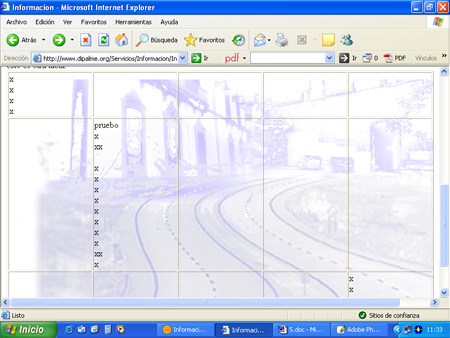 Informacion - Microsoft Internet Explorer
Archivo Edición Ver Favoritos Herramientas Ayuda
Atrás Búsqueda Favoritos
Dirección http://www.dipalme.org/Servicios/Informacion/In Ir pdf Ir 0 PDF Vínculos »
x
x
x
x
pruebo
x
xx
x
x
x
x
x
x
x
xx
x
x
x
Listo Sitios de confianza
Inicio Informaci... Informaci... S.doc - Mi... Adobe Ph... 11:33